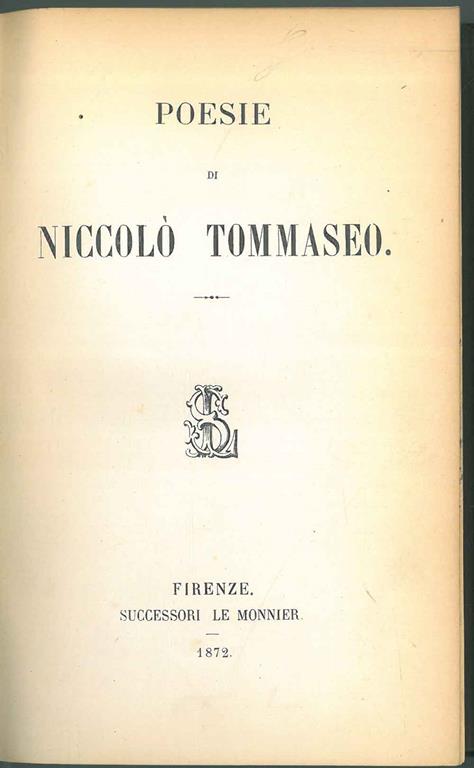 POESIE
DI
NICCOLÒ TOMMASEO.
FIRENZE.
SUCCESSORI LE MONNIER.
1872.